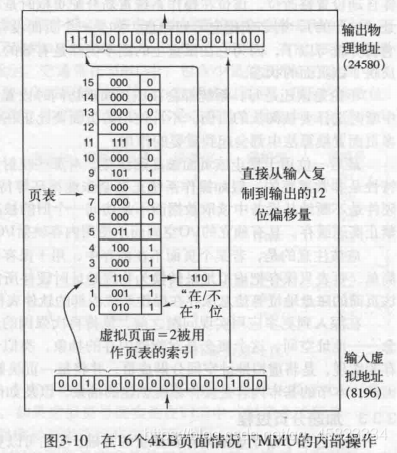 110000000000100
输出物
理地址
(24580)
15 000 0
14 000 0
13 000 0
12 000 0
11 111 1
10 000 0
9 101 1
8 000 0
7 000 0
6 000 0
5 011 1
4 100 1
3 000 1
2 110 1 110
1 001 1
0 010 1
页表
直接从输入复
制到输出的12
位偏移量
“在/不
在”位
虚拟页面=2被用
作页表的索引
输入虚
拟地址
(8196)
0010000000000100
图3-10 在16个4KB页面情况下MMU的内部操作